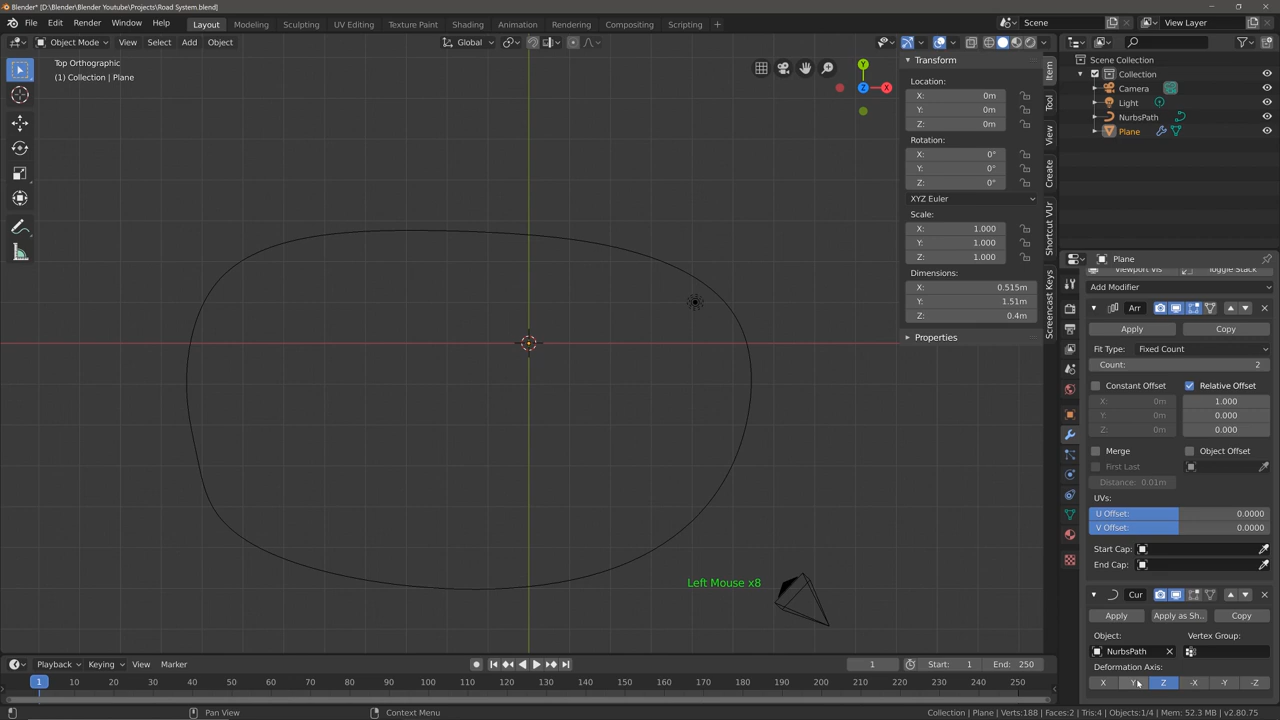 Blender* [D:\Blender\Blender Youtube\Projects\Road System.blend]
File Edit Render Window Help Layout Modeling Sculpting UV Editing Texture Paint Shading Animation Rendering Compositing Scripting + Scene View Layer
Object Mode View Select Add Object Global
Top Orthographic
(1) Collection | Plane
Y
Z
X
Transform
Location:
X: 0m
Y: 0m
Z: 0m
Rotation:
X: 0°
Y: 0°
Z: 0°
XYZ Euler
Scale:
X: 1.000
Y: 1.000
Z: 1.000
Dimensions:
X: 0.515m
Y: 1.51m
Z: 0.4m
Properties
Item
Tool
View
Create
Shortcut VUr
Screencast Keys
Scene Collection
Collection
Camera
Light
NurbsPath
Plane
Plane
Viewport Vis Toggle Stack
Add Modifier
Arr
Apply Copy
Fit Type: Fixed Count
Count: 2
Constant Offset Relative Offset
X: 0m 1.000
Y: 0m 0.000
Z: 0m 0.000
Merge Object Offset
First Last
Distance: 0.01m
UVs:
U Offset: 0.0000
V Offset: 0.0000
Start Cap:
End Cap:
Cur
Apply Apply as Sh.. Copy
Object: Vertex Group:
NurbsPath
Deformation Axis:
X Y Z -X -Y -Z
Left Mouse x8
Playback Keying View Marker 1 Start: 1 End: 250
1 10 20 30 40 50 60 70 80 90 100 110 120 130 140 150 160 170 180 190 200 210 220 230 240 250
Pan View Context Menu Collection | Plane | Verts:188 | Faces:2 | Tris:4 | Objects:1/4 | Mem: 52.3 MB | v2.80.75